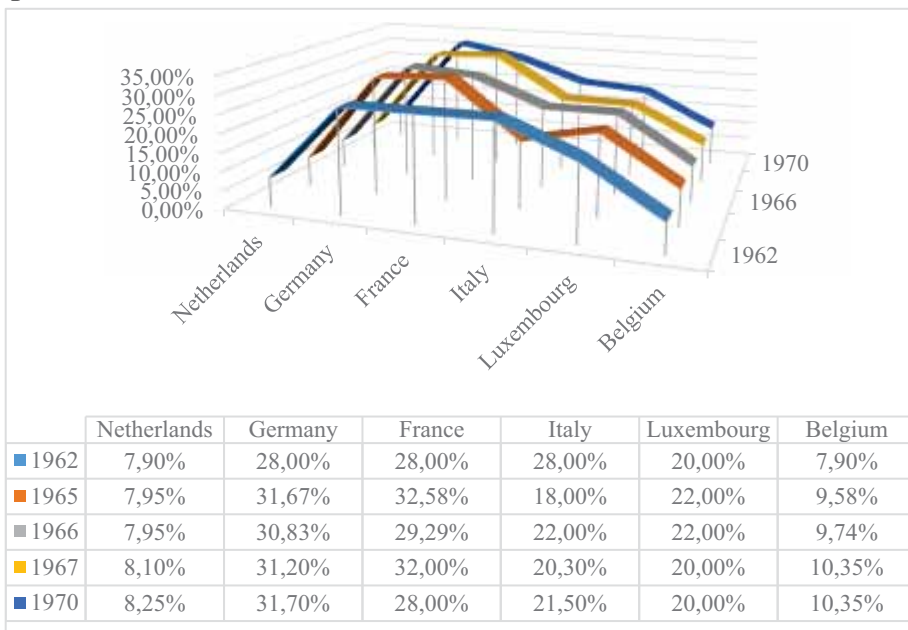 35,00%
30,00%
25,00%
20,00%
15,00%
10,00%
5,00%
0,00%
1970
1966
1962
Netherlands
Germany
France
Italy
Luxembourg
Belgium
Netherlands Germany France Italy Luxembourg Belgium
1962 7,90% 28,00% 28,00% 28,00% 20,00% 7,90%
1965 7,95% 31,67% 32,58% 18,00% 22,00% 9,58%
1966 7,95% 30,83% 29,29% 22,00% 22,00% 9,74%
1967 8,10% 31,20% 32,00% 20,30% 20,00% 10,35%
1970 8,25% 31,70% 28,00% 21,50% 20,00% 10,35%